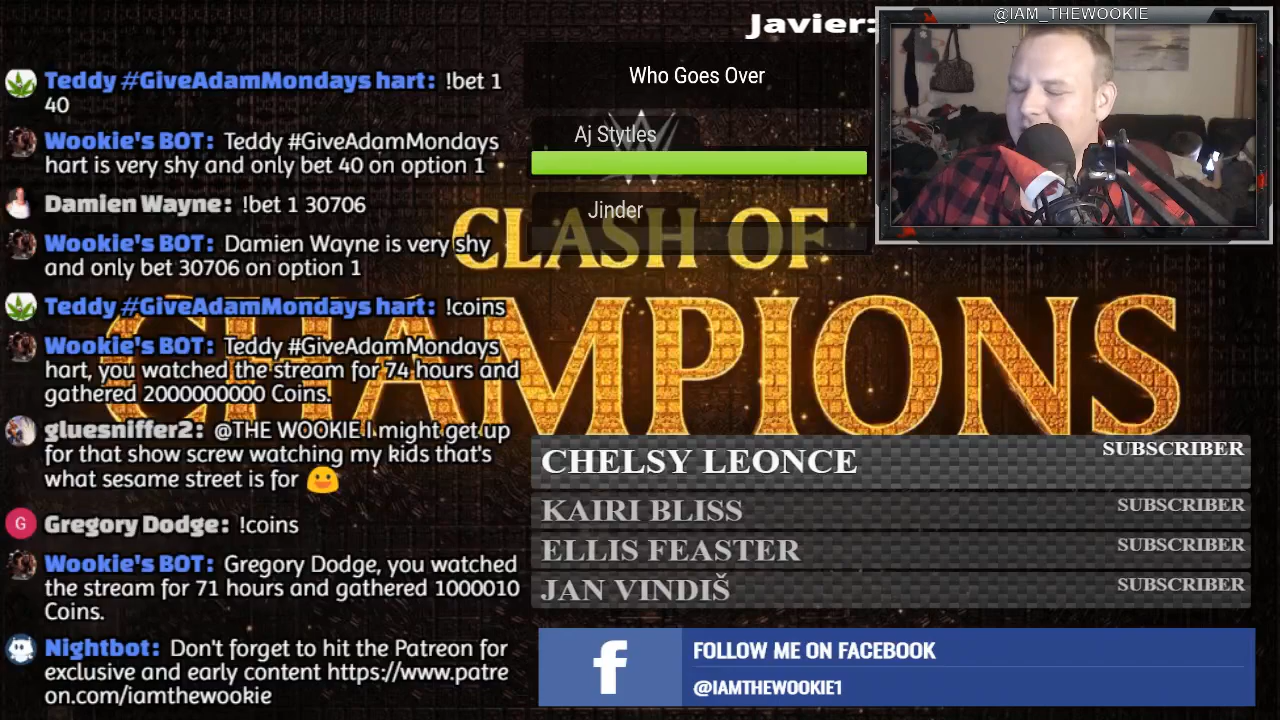 Javier:
@IAM_THEWOOKIE
Teddy #GiveAdamMondays hart: !bet 1
40
Wookie's BOT: Teddy #GiveAdamMondays
hart is very shy and only bet 40 on option 1
Damien Wayne: !bet 1 30706
Wookie's BOT: Damien Wayne is very shy
and only bet 30706 on option 1
Teddy #GiveAdamMondays hart: !coins
Wookie's BOT: Teddy #GiveAdamMondays
hart, you watched the stream for 74 hours and
gathered 2000000000 Coins.
gluesniffer2: @THE WOOKIE I might get up
for that show screw watching my kids that's
what sesame street is for 😃
Gregory Dodge: !coins
Wookie's BOT: Gregory Dodge, you watched
the stream for 71 hours and gathered 1000010
Coins.
Nightbot: Don't forget to hit the Patreon for
exclusive and early content https://www.patre
on.com/iamthewookie
Who Goes Over
Aj Stytles
Jinder
CLASH OF
CHAMPIONS
CHELSY LEONCE SUBSCRIBER
KAIRI BLISS SUBSCRIBER
ELLIS FEASTER SUBSCRIBER
JAN VINDIŠ SUBSCRIBER
f
FOLLOW ME ON FACEBOOK
@IAMTHEWOOKIE1
G